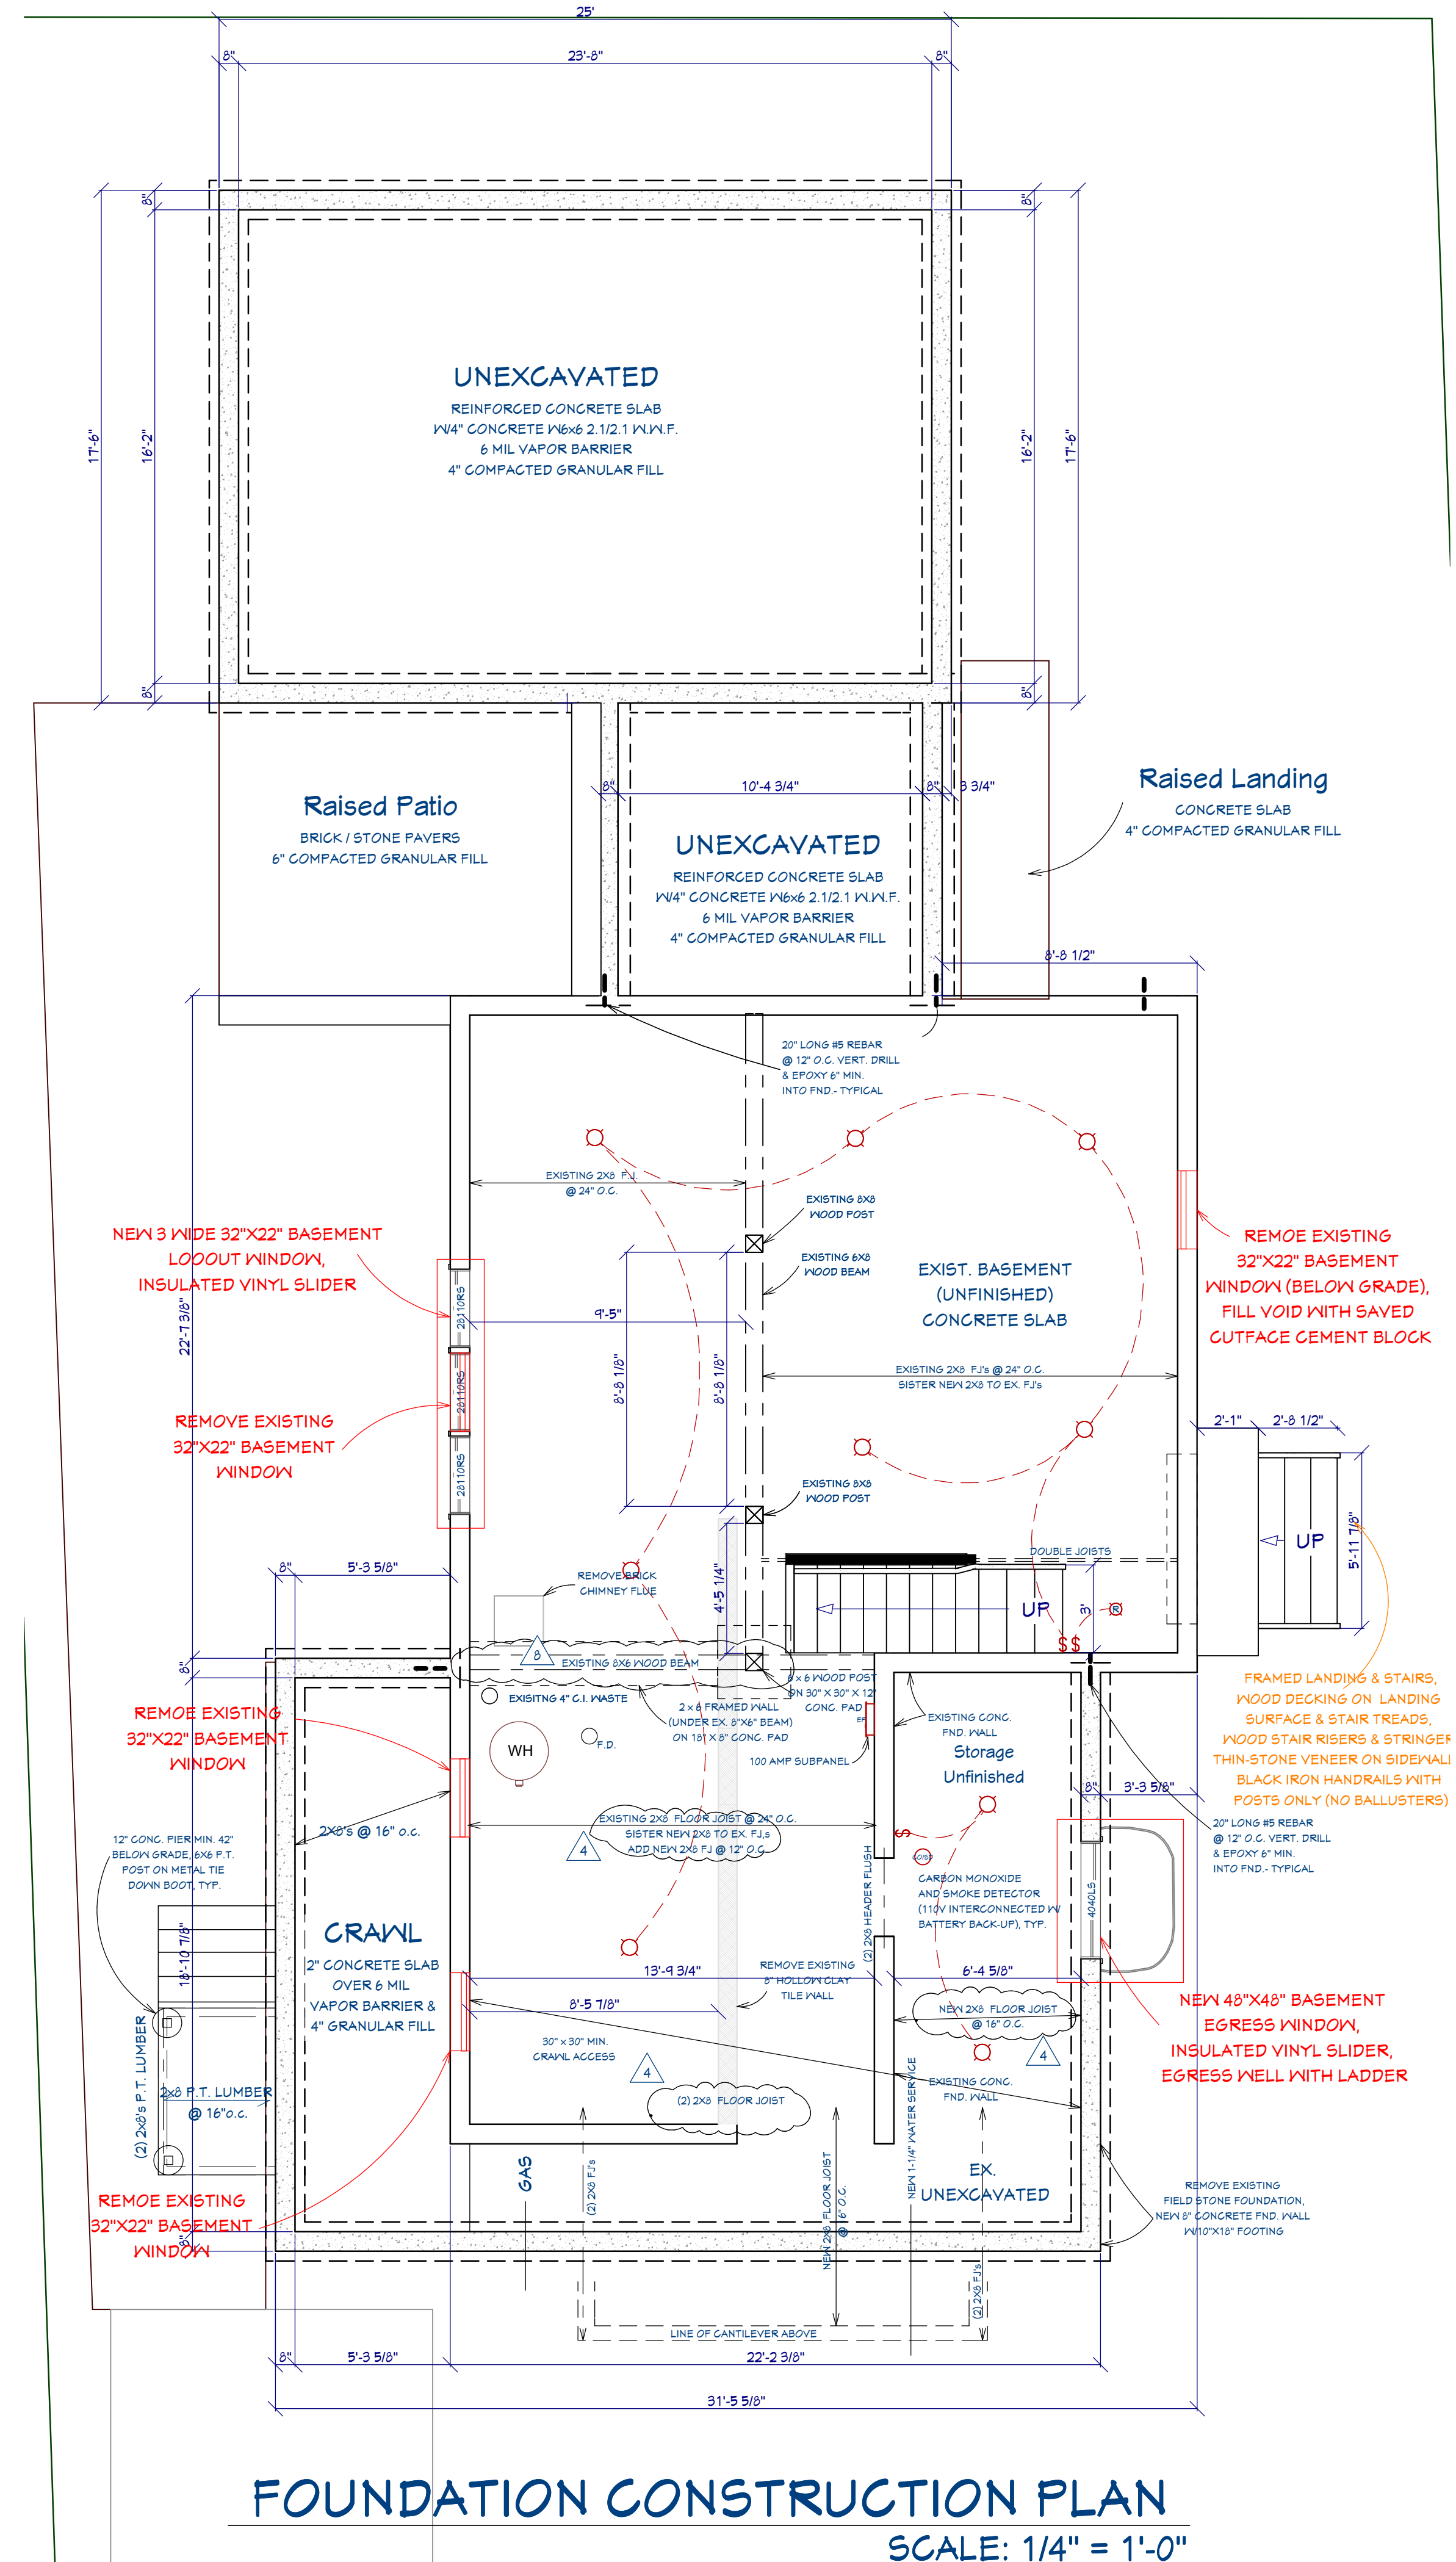 25'
8"
23'-8"
8"
8"
8"
17'-6"
16'-2"
16'-2"
17'-6"
UNEXCAVATED
REINFORCED CONCRETE SLAB
W/4" CONCRETE W6x6 2.1/2.1 W.W.F.
6 MIL VAPOR BARRIER
4" COMPACTED GRANULAR FILL
8"
8"
Raised Patio
BRICK / STONE PAVERS
6" COMPACTED GRANULAR FILL
8"
10'-4 3/4"
8"
3 3/4"
Raised Landing
CONCRETE SLAB
4" COMPACTED GRANULAR FILL
UNEXCAVATED
REINFORCED CONCRETE SLAB
W/4" CONCRETE W6x6 2.1/2.1 W.W.F.
6 MIL VAPOR BARRIER
4" COMPACTED GRANULAR FILL
8'-8 1/2"
20" LONG #5 REBAR
@ 12" O.C. VERT. DRILL
& EPOXY 6" MIN.
INTO FND.- TYPICAL
EXISTING 2X8 F.J.
@ 24" O.C.
EXISTING 8X8
WOOD POST
EXISTING 6X8
WOOD BEAM
EXIST. BASEMENT
(UNFINISHED)
CONCRETE SLAB
NEW 3 WIDE 32"X22" BASEMENT
LOOOUT WINDOW,
INSULATED VINYL SLIDER
REMOE EXISTING
32"X22" BASEMENT
WINDOW (BELOW GRADE),
FILL VOID WITH SAVED
CUTFACE CEMENT BLOCK
22'-7 3/8"
28110RS
28110RS
28110RS
9'-5"
8'-8 1/8"
8'-8 1/8"
EXISTING 2X8 FJ's @ 24" O.C.
SISTER NEW 2X8 TO EX. FJ's
REMOVE EXISTING
32"X22" BASEMENT
WINDOW
2'-1"
2'-8 1/2"
EXISTING 8X8
WOOD POST
UP
5'-11 7/8"
DOUBLE JOISTS
8"
5'-3 5/8"
REMOVE BRICK
CHIMNEY FLUE
4'-5 1/4"
UP
3'
R
$$
8"
8
EXISTING 8X6 WOOD BEAM
6 x 6 WOOD POST
ON 30" X 30" X 12"
CONC. PAD
EXISITNG 4" C.I. WASTE
2 x 6 FRAMED WALL
(UNDER EX. 8"X6" BEAM)
ON 18" X 8" CONC. PAD
EP
EXISTING CONC.
FND. WALL
REMOE EXISTING
32"X22" BASEMENT
WINDOW
WH
F.D.
100 AMP SUBPANEL
Storage
Unfinished
FRAMED LANDING & STAIRS,
WOOD DECKING ON LANDING
SURFACE & STAIR TREADS,
WOOD STAIR RISERS & STRINGER
THIN-STONE VENEER ON SIDEWALL
BLACK IRON HANDRAILS WITH
POSTS ONLY (NO BALLUSTERS)
8"
3'-3 5/8"
20" LONG #5 REBAR
@ 12" O.C. VERT. DRILL
& EPOXY 6" MIN.
INTO FND.- TYPICAL
2X8's @ 16" o.c.
EXISTING 2X8 FLOOR JOIST @ 24" O.C.
SISTER NEW 2X8 TO EX. FJ,s
ADD NEW 2X8 FJ @ 12" O.C.
4
$
12" CONC. PIER MIN. 42"
BELOW GRADE, 6X6 P.T.
POST ON METAL TIE
DOWN BOOT, TYP.
(2) 2X8 HEADER FLUSH
CARBON MONOXIDE
AND SMOKE DETECTOR
(110V INTERCONNECTED W/
BATTERY BACK-UP), TYP.
4040LS
CRAWL
2" CONCRETE SLAB
OVER 6 MIL
VAPOR BARRIER &
4" GRANULAR FILL
18'-10 7/8"
13'-9 3/4"
REMOVE EXISTING
8" HOLLOW CLAY
TILE WALL
6'-4 5/8"
8'-5 7/8"
NEW 2X8 FLOOR JOIST
@ 16" O.C.
4
NEW 48"X48" BASEMENT
EGRESS WINDOW,
INSULATED VINYL SLIDER,
EGRESS WELL WITH LADDER
30" x 30" MIN.
CRAWL ACCESS
4
(2) 2X8 FLOOR JOIST
EXISTING CONC.
FND. WALL
(2) 2x8's P.T. LUMBER
2x8 P.T. LUMBER
@ 16"o.c.
GAS
(2) 2X8 FJ's
NEW 2X8 FLOOR JOIST
@ 16" O.C.
NEW 1-1/4" WATER SERVICE
EX.
UNEXCAVATED
(2) 2X8 FJ's
REMOVE EXISTING
FIELD STONE FOUNDATION,
NEW 8" CONCRETE FND. WALL
W/10"X18" FOOTING
REMOE EXISTING
32"X22" BASEMENT
WINDOW
8"
LINE OF CANTILEVER ABOVE
8"
5'-3 5/8"
22'-2 3/8"
31'-5 5/8"
FOUNDATION CONSTRUCTION PLAN
SCALE: 1/4" = 1'-0"